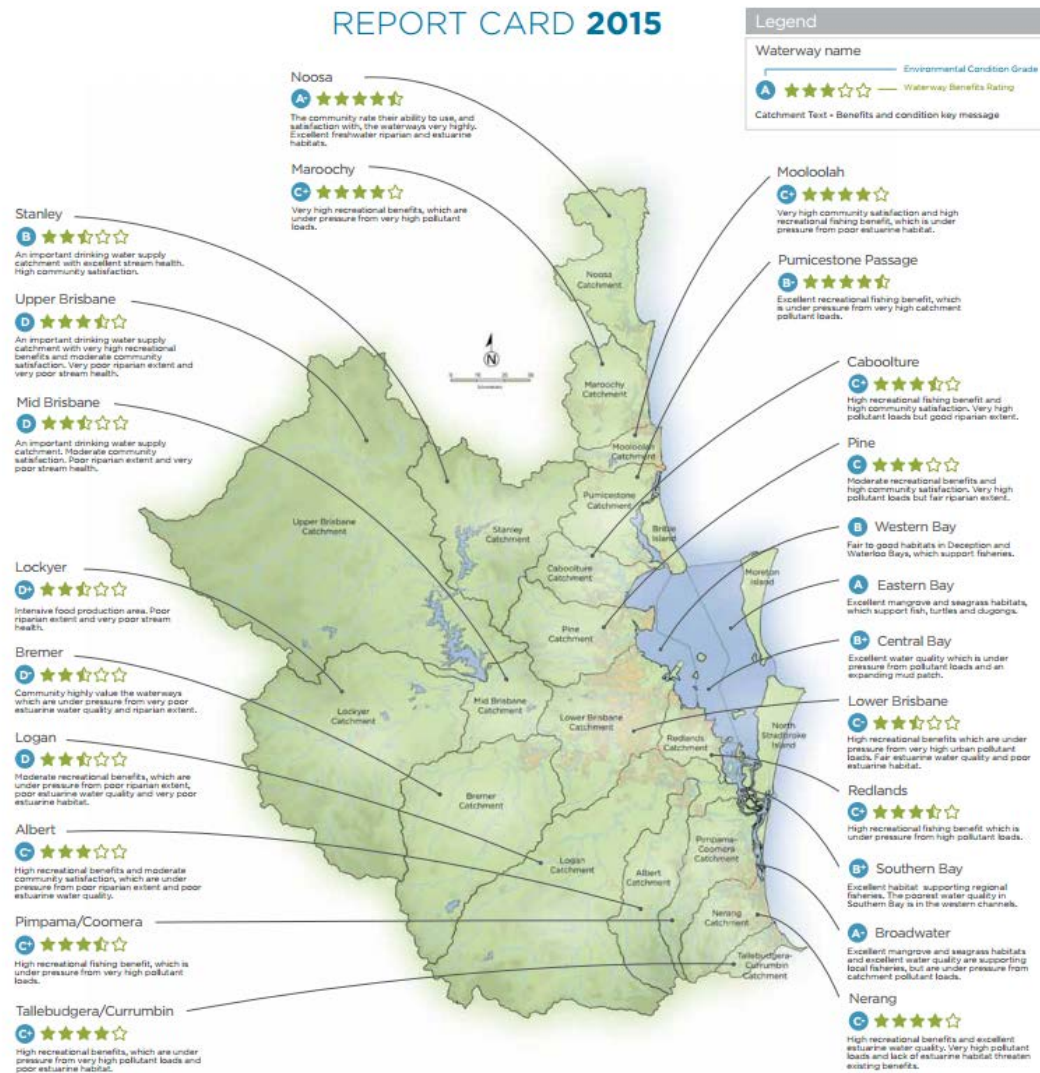 REPORT CARD 2015
Legend
Waterway name
Environmental Condition Grade
A
Waterway Benefits Rating
Catchment Text - Benefits and condition key message
Noosa
A-
The community rate their ability to use, and
satisfaction with, the waterways very highly.
Excellent freshwater riparian and estuarine
habitats.
Maroochy
C+
Very high recreational benefits, which are
under pressure from very high pollutant
loads.
Stanley
B
An important drinking water supply
catchment with excellent stream health.
High community satisfaction.
Upper Brisbane
D
An important drinking water supply
catchment with very high recreational
benefits and moderate community
satisfaction. Very poor riparian extent and
very poor stream health.
Mid Brisbane
D
An important drinking water supply
catchment. Moderate community
satisfaction. Poor riparian extent and very
poor stream health.
Lockyer
D+
Intensive food production area. Poor
riparian extent and very poor stream
health.
Bremer
D-
Community highly value the waterways
which are under pressure from very poor
estuarine water quality and riparian extent.
Logan
D
Moderate recreational benefits, which are
under pressure from poor riparian extent,
poor estuarine water quality and very poor
estuarine habitat.
Albert
C-
High recreational benefits and moderate
community satisfaction, which are under
pressure from poor riparian extent and poor
estuarine water quality.
Pimpama/Coomera
C+
High recreational fishing benefit, which is
under pressure from very high pollutant
loads.
Tallebudgera/Currumbin
C+
High recreational benefits, which are under
pressure from very high pollutant loads and
poor estuarine habitat.
N
Noosa
Catchment
Maroochy
Catchment
Mooloolah
Catchment
Pumicestone
Catchment
Bribie
Island
Upper Brisbane
Catchment
Stanley
Catchment
Caboolture
Catchment
Moreton
Island
Pine
Catchment
Lockyer
Catchment
Mid Brisbane
Catchment
Lower Brisbane
Catchment
Redlands
Catchment
North
Stradbroke
Island
Bremer
Catchment
Logan
Catchment
Albert
Catchment
Pimpama-
Coomera
Catchment
Nerang
Catchment
Tallebudgera-
Currumbin
Catchment
Mooloolah
C+
Very high community satisfaction and high
recreational fishing benefit, which is under
pressure from poor estuarine habitat.
Pumicestone Passage
B-
Excellent recreational fishing benefit, which
is under pressure from very high catchment
pollutant loads.
Caboolture
C+
High recreational fishing benefit and
high community satisfaction. Very high
pollutant loads but good riparian extent.
Pine
C
Moderate recreational benefits and
high community satisfaction. Very high
pollutant loads but fair riparian extent.
B Western Bay
Fair to good habitats in Deception and
Waterloo Bays, which support fisheries.
A Eastern Bay
Excellent mangrove and seagrass habitats,
which support fish, turtles and dugongs.
B+ Central Bay
Excellent water quality which is under
pressure from pollutant loads and an
expanding mud patch.
Lower Brisbane
C-
High recreational benefits which are under
pressure from very high urban pollutant
loads. Fair estuarine water quality and poor
estuarine habitat.
Redlands
C+
High recreational fishing benefit which is
under pressure from high pollutant loads.
B+ Southern Bay
Excellent habitat supporting regional
fisheries. The poorest water quality in
Southern Bay is in the western channels.
A- Broadwater
Excellent mangrove and seagrass habitats
and excellent water quality are supporting
local fisheries, but are under pressure from
catchment pollutant loads.
Nerang
C-
High recreational benefits and excellent
estuarine water quality. Very high pollutant
loads and lack of estuarine habitat threaten
existing benefits.